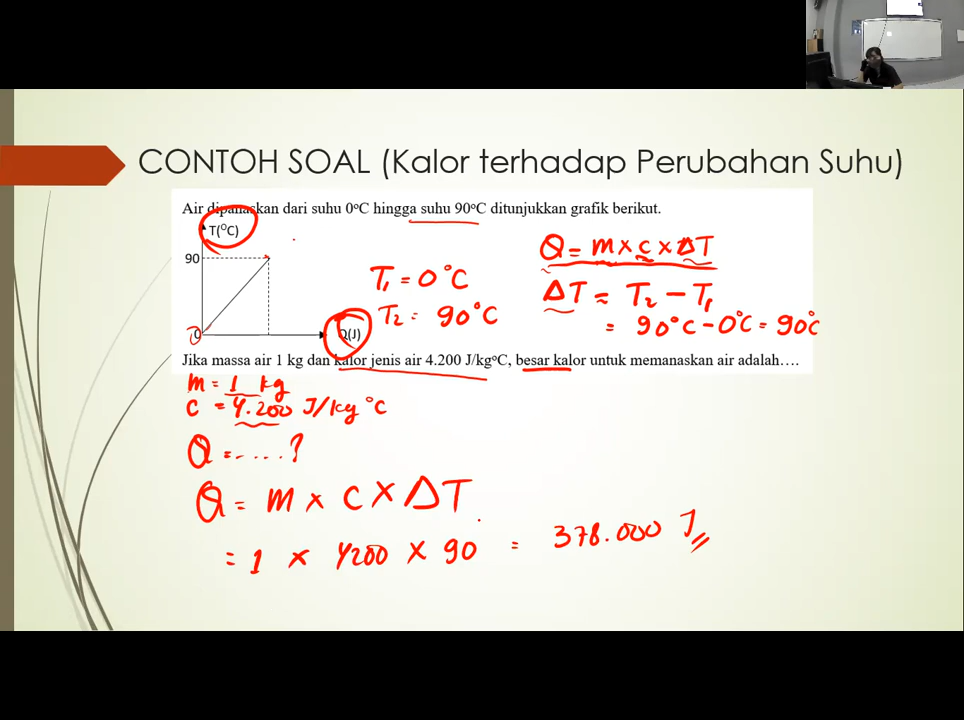 CONTOH SOAL (Kalor terhadap Perubahan Suhu)
Air dipanaskan dari suhu 0°C hingga suhu 90°C ditunjukkan grafik berikut.
T(°C)
90
0
Q(J)
T₁ = 0°C
T₂ = 90°C
Q = m × c × ΔT
ΔT = T₂ − T₁
= 90°C − 0°C = 90°C
Jika massa air 1 kg dan kalor jenis air 4.200 J/kg°C, besar kalor untuk memanaskan air adalah….
m = 1 kg
c = 4.200 J/kg °C
Q = ....?
Q = m × c × ΔT
= 1 × 4200 × 90 = 378.000 J